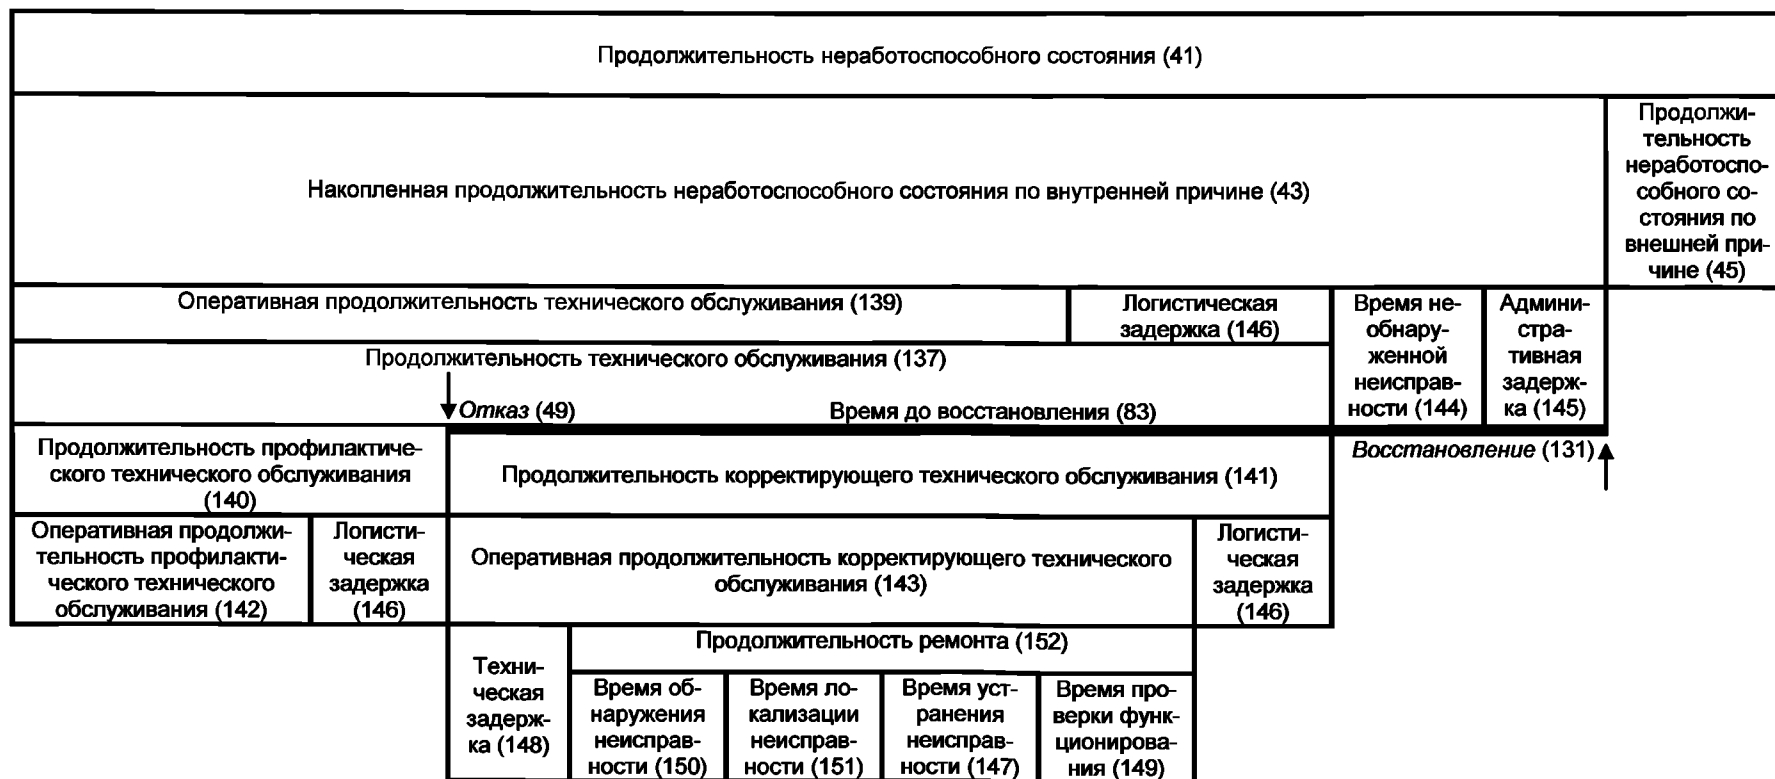 Продолжительность неработоспособного состояния (41)
Накопленная продолжительность неработоспособного состояния по внутренней причине (43)
Продолжи-
тельность
неработоспо-
собного со-
стояния по
внешней при-
чине (45)
Оперативная продолжительность технического обслуживания (139)
Логистическая
задержка (146)
Время не-
обнару-
женной
неисправ-
ности (144)
Админи-
стра-
тивная
задерж-
ка (145)
Продолжительность технического обслуживания (137)
Отказ (49)
Время до восстановления (83)
Продолжительность профилактиче-
ского технического обслуживания
(140)
Продолжительность корректирующего технического обслуживания (141)
Восстановление (131)
Оперативная продолжи-
тельность профилакти-
ческого технического
обслуживания (142)
Логисти-
ческая
задержка
(146)
Оперативная продолжительность корректирующего технического
обслуживания (143)
Логисти-
ческая
задержка
(146)
Техни-
ческая
задерж-
ка (148)
Продолжительность ремонта (152)
Время об-
наружения
неисправ-
ности (150)
Время ло-
кализации
неисправ-
ности (151)
Время уст-
ранения
неисправ-
ности (147)
Время про-
верки функ-
ционирова-
ния (149)